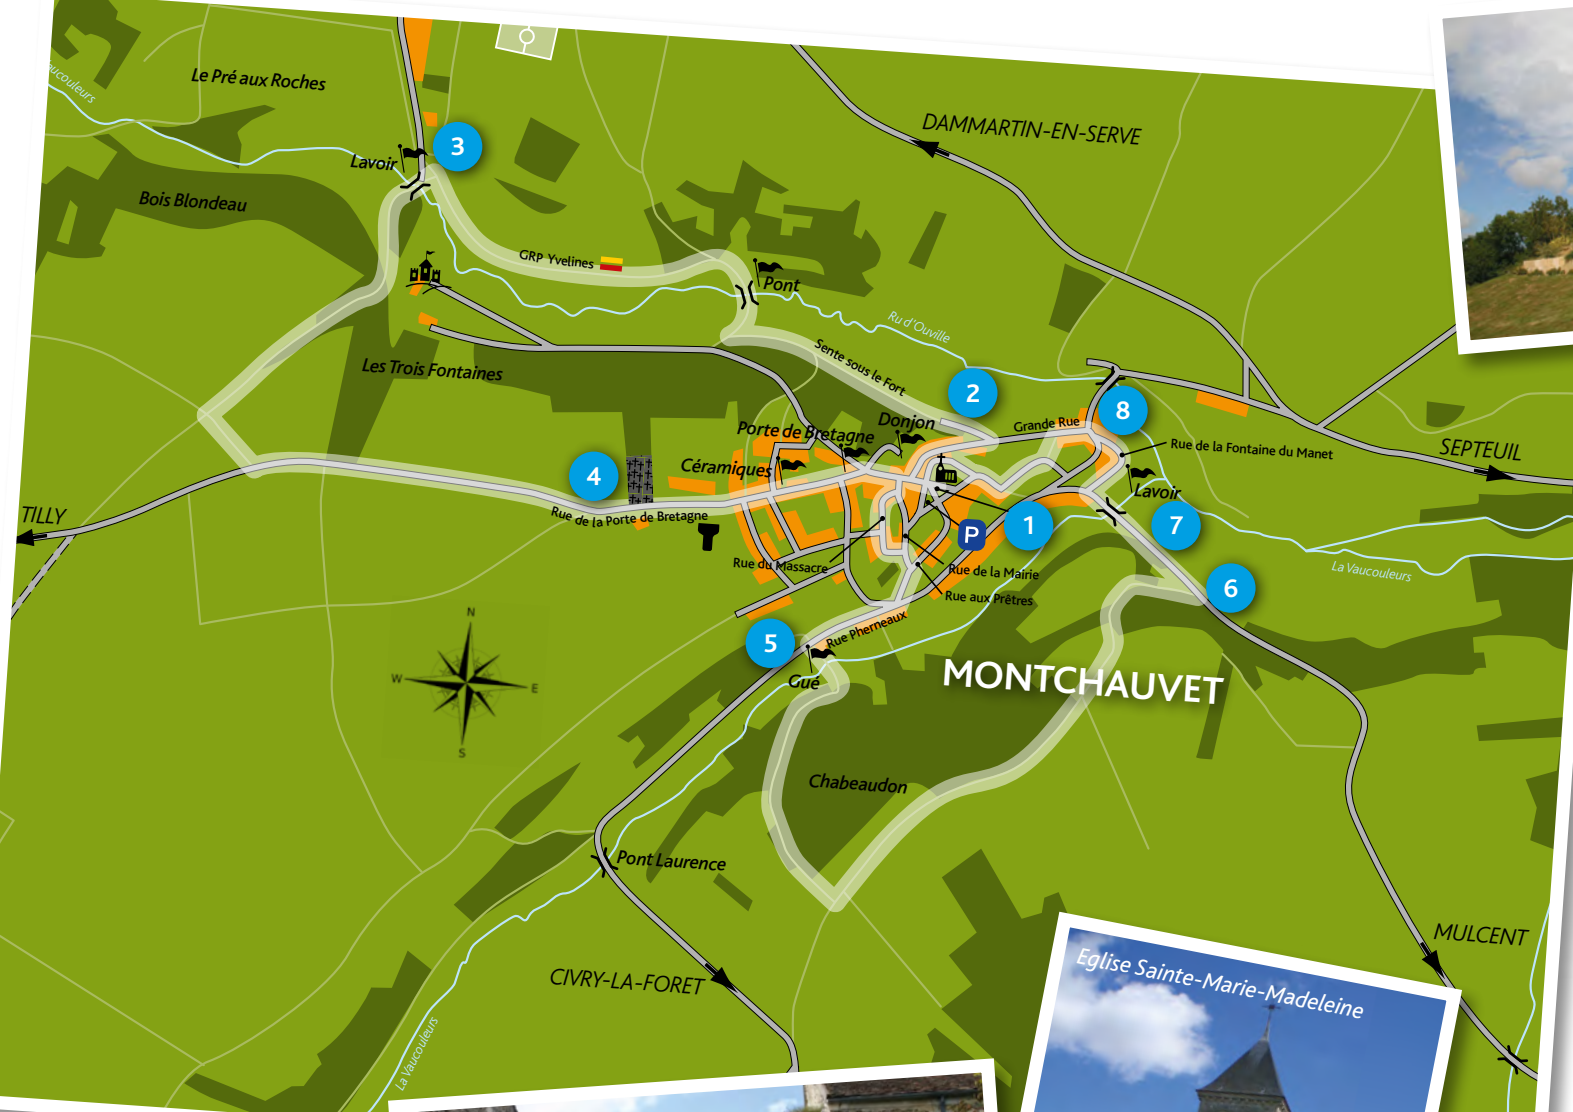 Le Pré aux Roches
DAMMARTIN-EN-SERVE
3
Lavoir
Bois Blondeau
GRP Yvelines
Pont
Ru d'Ouville
Sente sous le Fort
Les Trois Fontaines
2
8
Donjon
Grande Rue
Porte de Bretagne
Rue de la Fontaine du Manet
SEPTEUIL
Céramiques
4
Lavoir
TILLY
Rue de la Porte de Bretagne
1
P
7
Rue du Massacre
Rue de la Mairie
La Vaucouleurs
6
Rue aux Prêtres
N
W
E
S
5
Rue Pherneaux
Gué
MONTCHAUVET
Chabeaudon
Pont Laurence
MULCENT
CIVRY-LA-FORET
Eglise Sainte-Marie-Madeleine
La Vaucouleurs